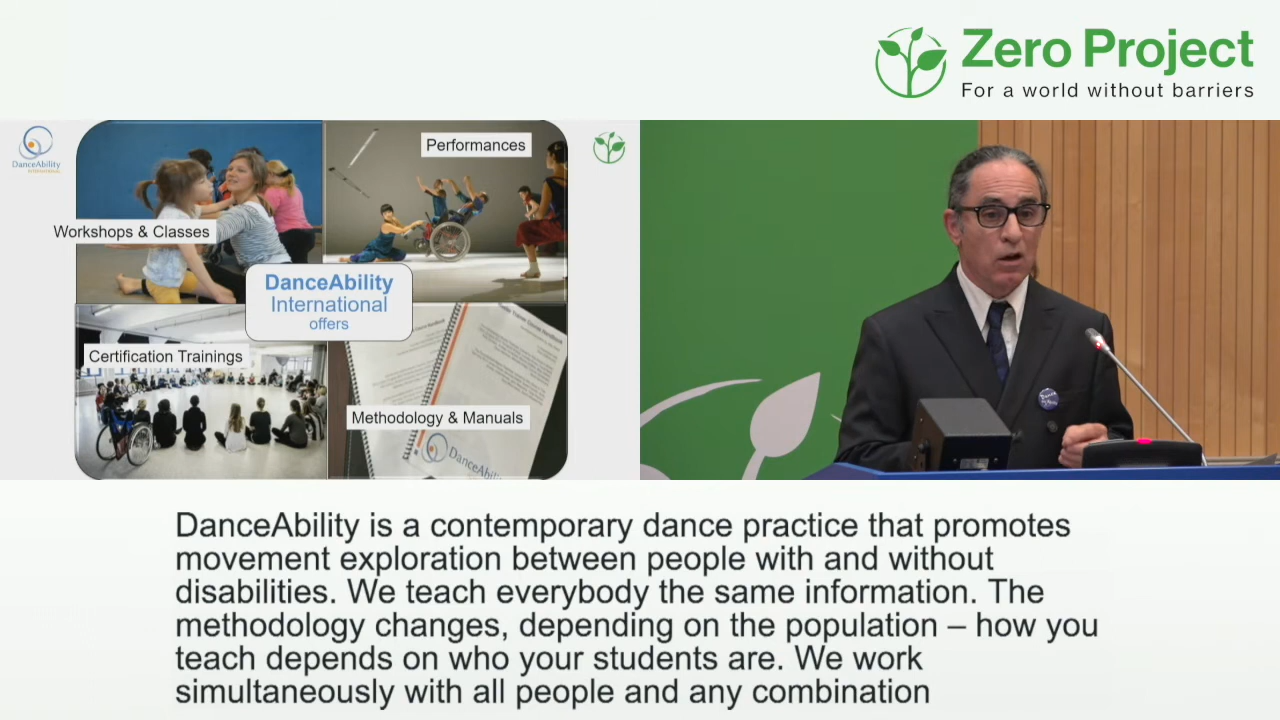 Zero Project
For a world without barriers
DanceAbility
INTERNATIONAL
Performances
Workshops & Classes
DanceAbility
International
offers
Certification Trainings
Methodology & Manuals
DanceAbility
DanceAbility is a contemporary dance practice that promotes
movement exploration between people with and without
disabilities. We teach everybody the same information. The
methodology changes, depending on the population – how you
teach depends on who your students are. We work
simultaneously with all people and any combination